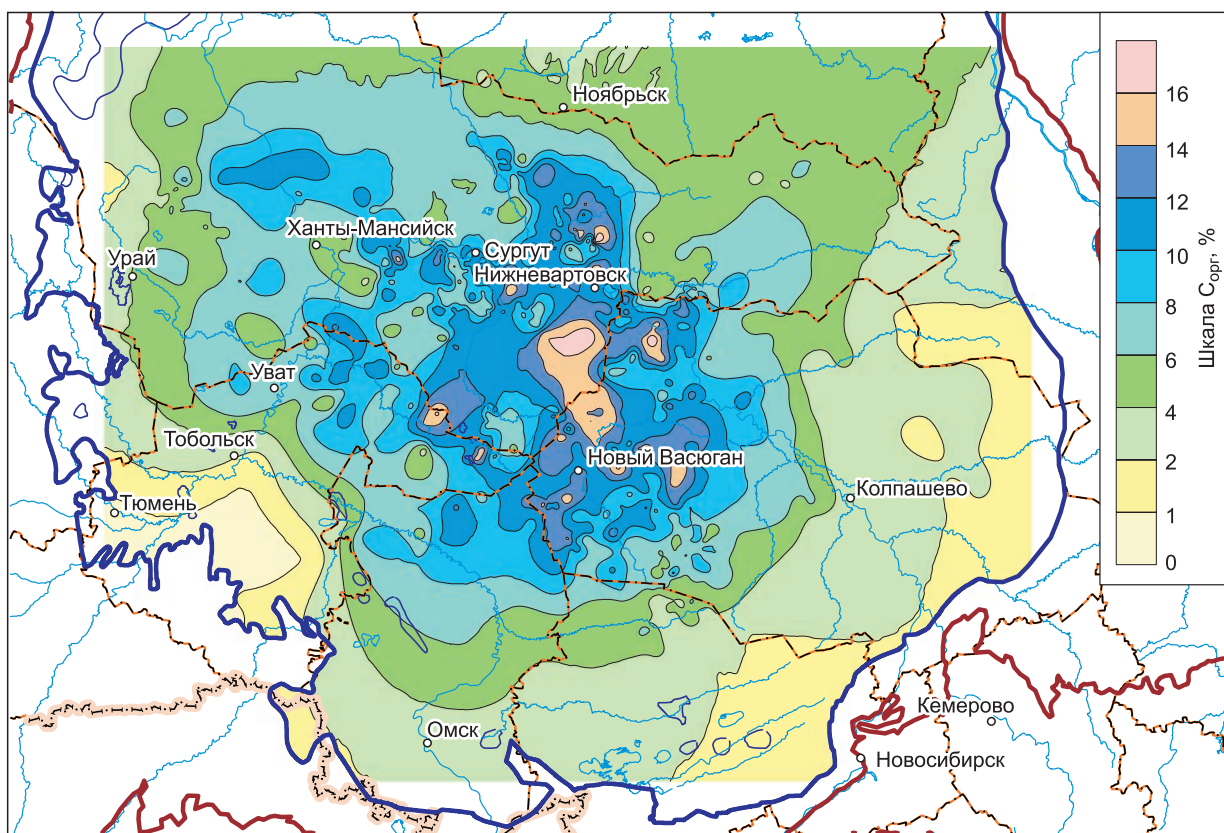 Ноябрьск
Ханты-Мансийск
Сургут
Урай
Нижневартовск
Уват
Тобольск
Новый Васюган
Колпашево
Тюмень
Омск
Кемерово
Новосибирск
16
14
12
10
8
6
4
2
1
0
Шкала Cорг, %